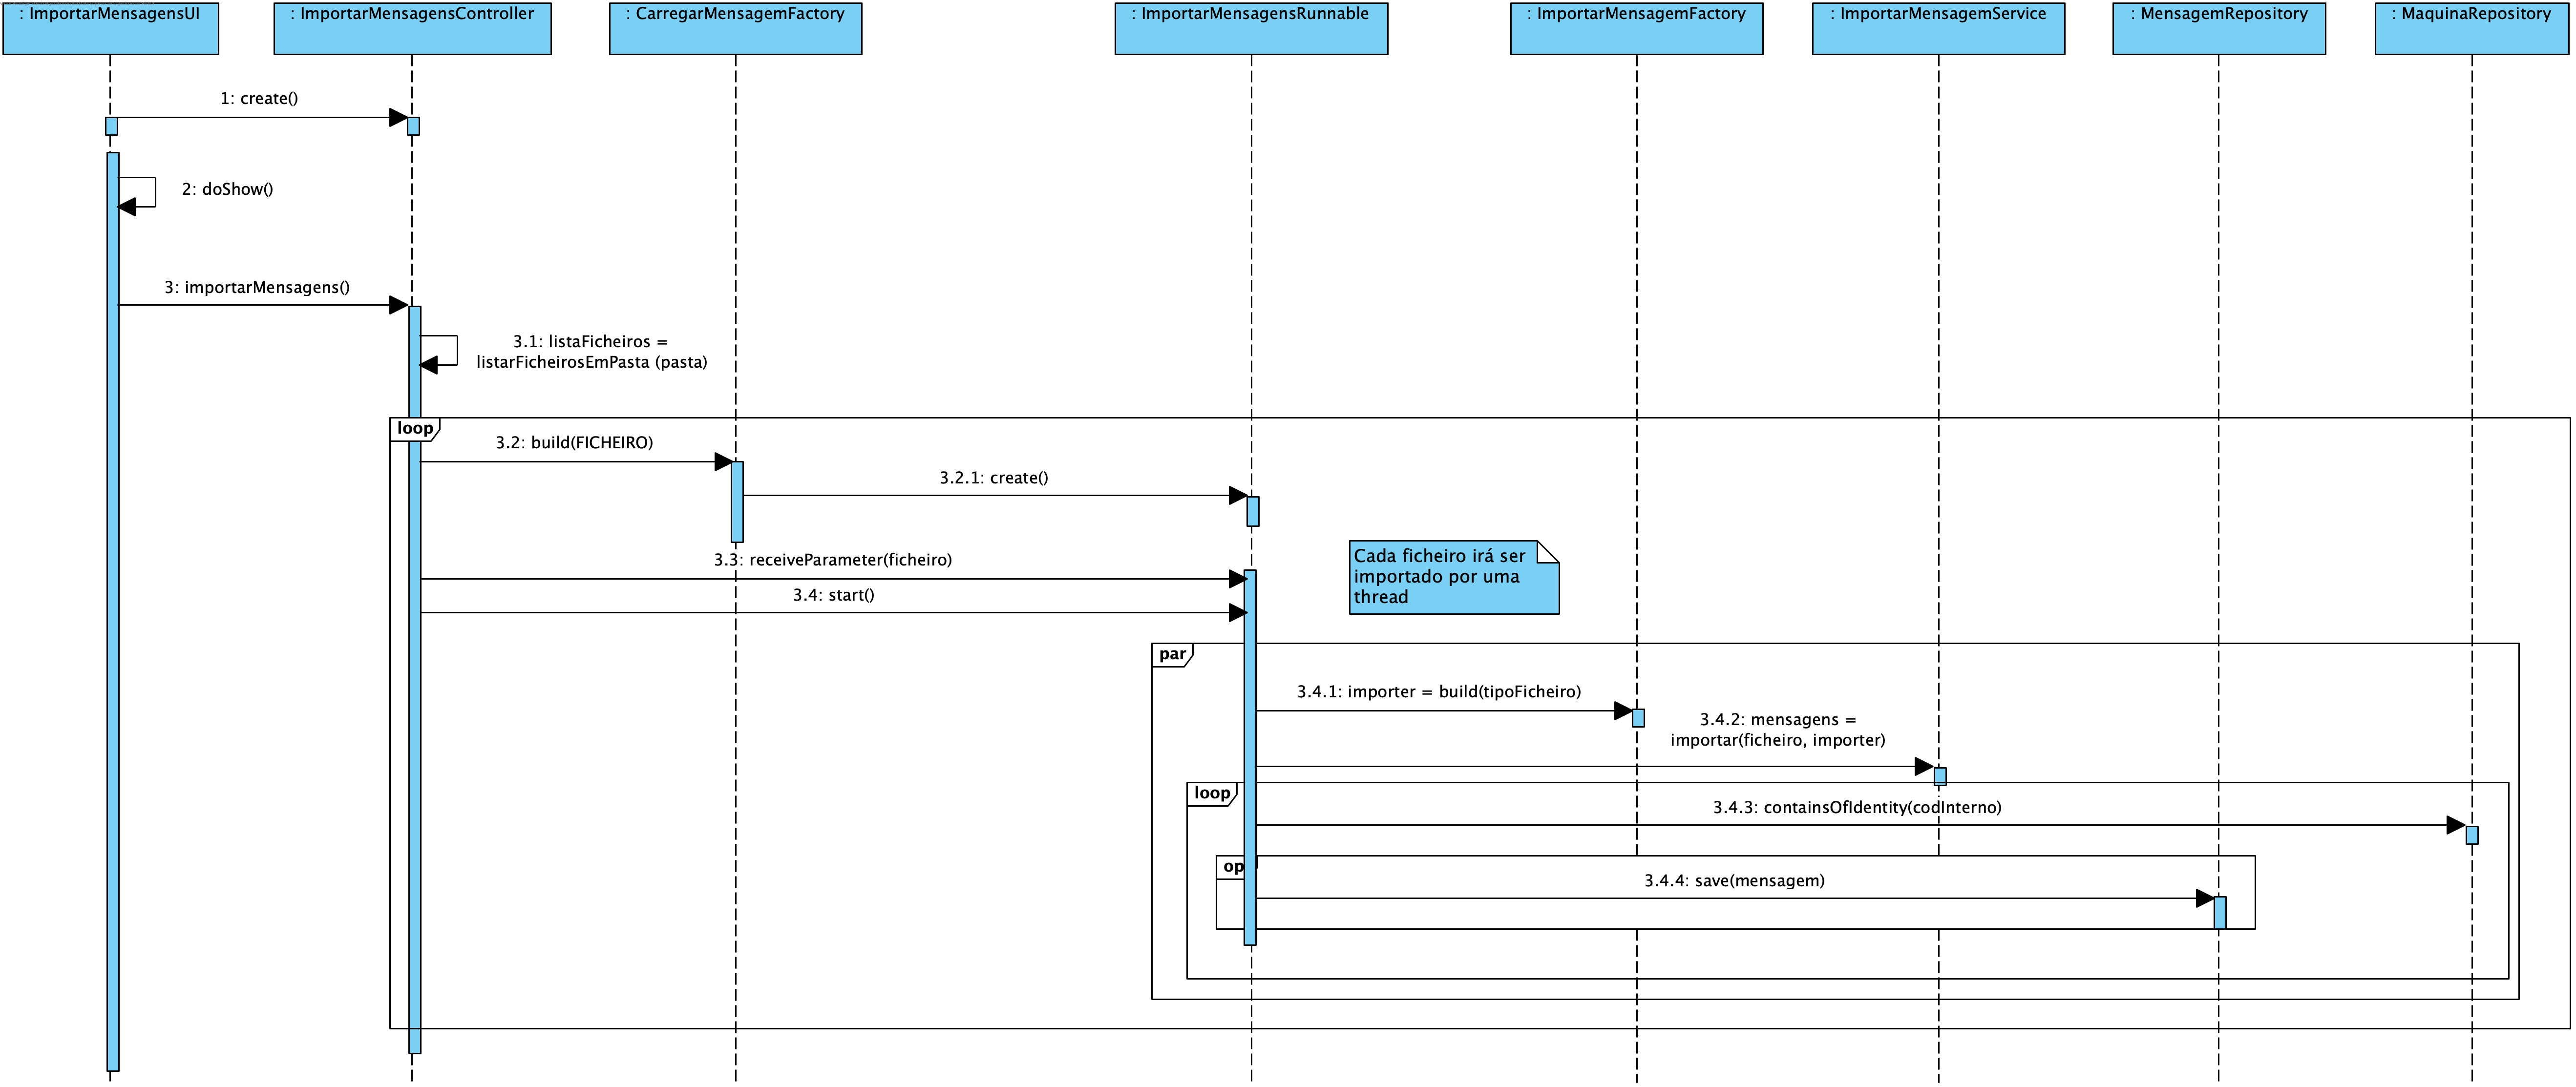 : ImportarMensagensUI
: ImportarMensagensController
: CarregarMensagemFactory
: ImportarMensagensRunnable
: ImportarMensagemFactory
: ImportarMensagemService
: MensagemRepository
: MaquinaRepository
1: create()
2: doShow()
3: importarMensagens()
3.1: listaFicheiros =
listarFicheirosEmPasta (pasta)
loop
3.2: build(FICHEIRO)
3.2.1: create()
3.3: receiveParameter(ficheiro)
Cada ficheiro irá ser
importado por uma
thread
3.4: start()
par
3.4.1: importer = build(tipoFicheiro)
3.4.2: mensagens =
importar(ficheiro, importer)
loop
3.4.3: containsOfIdentity(codInterno)
op
3.4.4: save(mensagem)